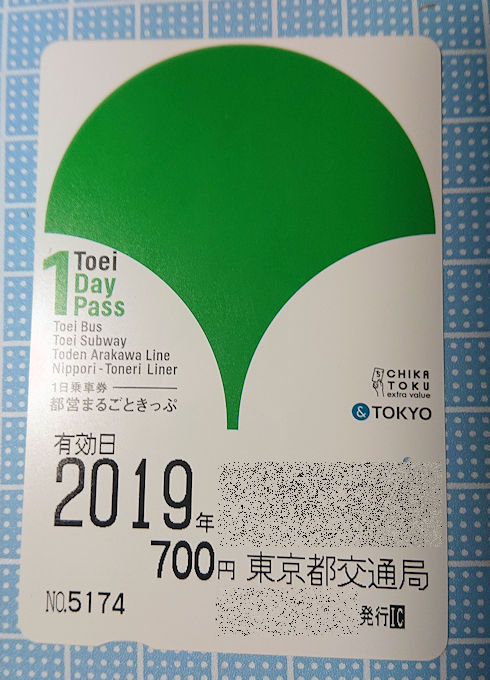 1 Toei
Day
Pass
Toei Bus
Toei Subway
Toden Arakawa Line
Nippori-Toneri Liner
1日乗車券
都営まるごときっぷ
CHIKA
TOKU
extra value
& TOKYO
有効日
2019年
700円 東京都交通局
NO.5174
発行IC